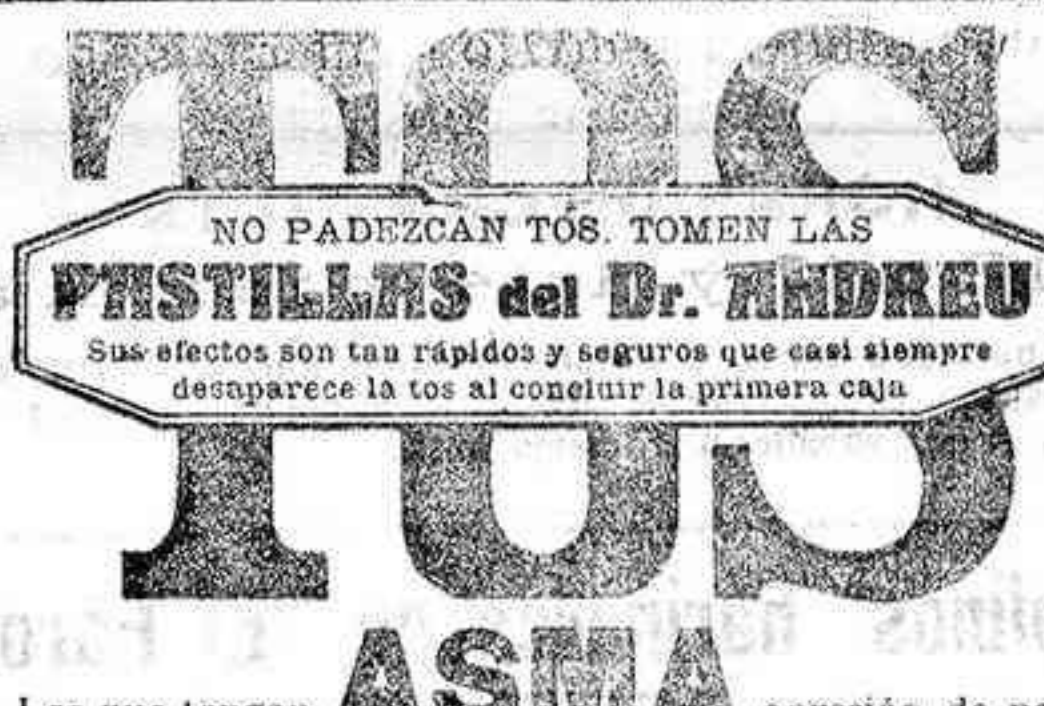 TOS
NO PADEZCAN TOS. TOMEN LAS
PASTILLAS del Dr. ANDREU
Sus efectos son tan rápidos y seguros que casi siempre
desaparece la tos al concluir la primera caja
ASMA